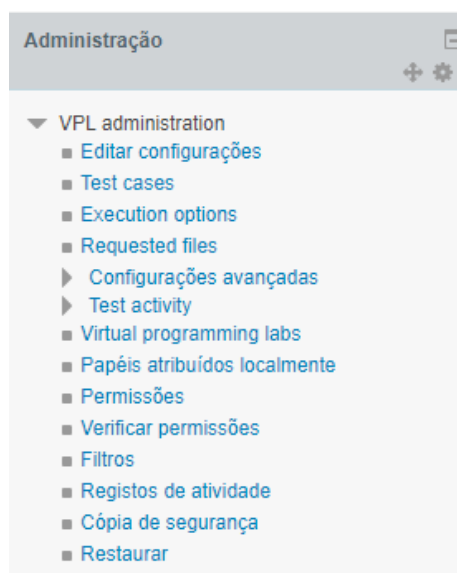 Administração
VPL administration
Editar configurações
Test cases
Execution options
Requested files
Configurações avançadas
Test activity
Virtual programming labs
Papéis atribuídos localmente
Permissões
Verificar permissões
Filtros
Registos de atividade
Cópia de segurança
Restaurar